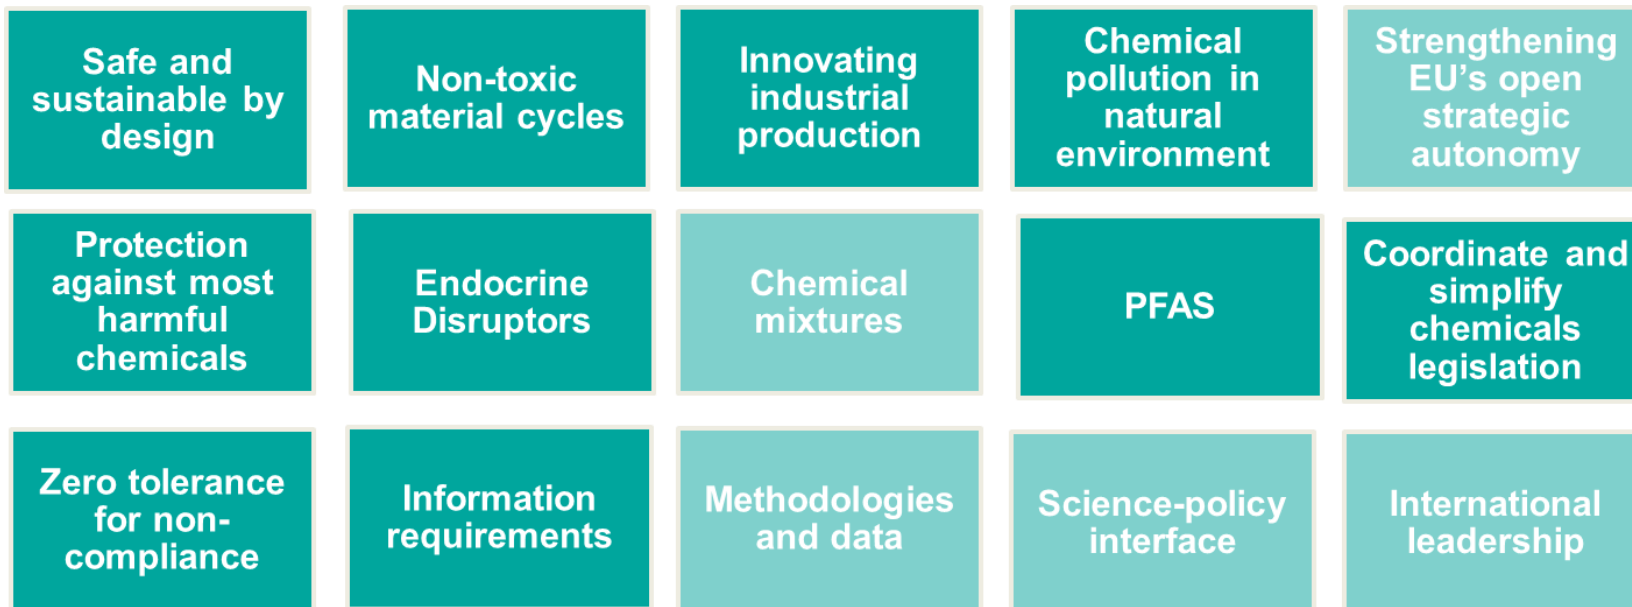 Safe and
sustainable by
design
Non-toxic
material cycles
Innovating
industrial
production
Chemical
pollution in
natural
environment
Strengthening
EU’s open
strategic
autonomy
Protection
against most
harmful
chemicals
Endocrine
Disruptors
Chemical
mixtures
PFAS
Coordinate and
simplify
chemicals
legislation
Zero tolerance
for non-
compliance
Information
requirements
Methodologies
and data
Science-policy
interface
International
leadership